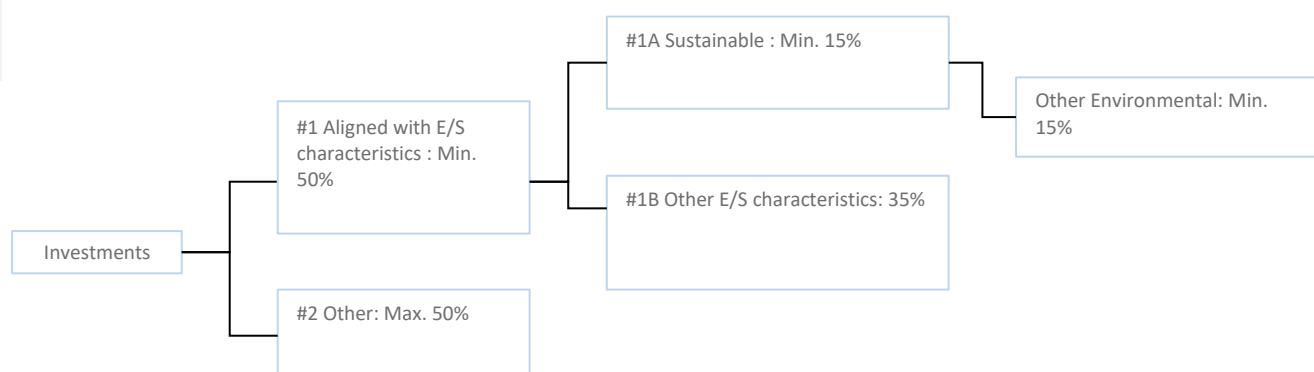 #1A Sustainable : Min. 15%
Other Environmental: Min.
15%
#1 Aligned with E/S
characteristics : Min.
50%
#1B Other E/S characteristics: 35%
Investments
#2 Other: Max. 50%